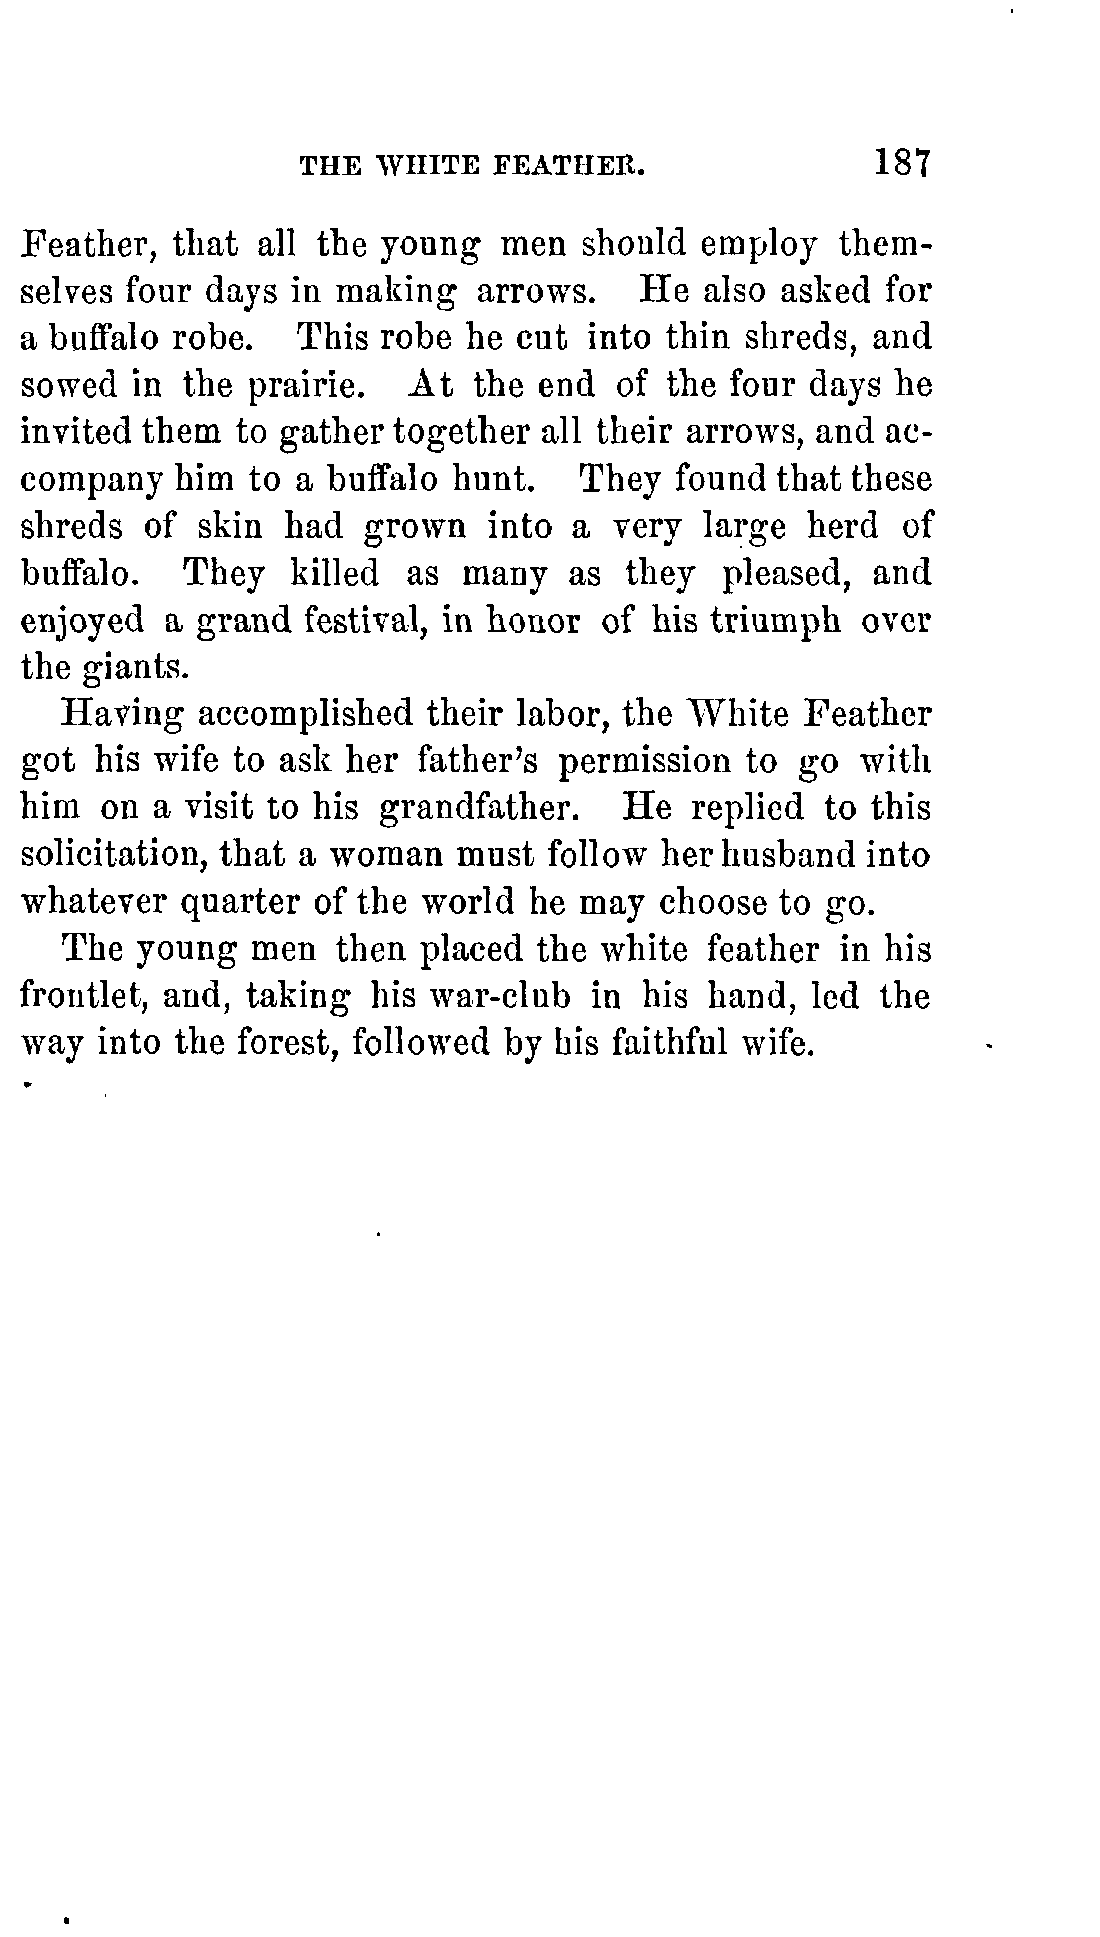 THE WHITE FEATHER. 187
Feather, that all the young men should employ them-
selves four days in making arrows. He also asked for
a buffalo robe. This robe he cut into thin shreds, and
sowed in the prairie. At the end of the four days he
invited them to gather together all their arrows, and ac-
company him to a buffalo hunt. They found that these
shreds of skin had grown into a very large herd of
buffalo. They killed as many as they pleased, and
enjoyed a grand festival, in honor of his triumph over
the giants.
Having accomplished their labor, the White Feather
got his wife to ask her father's permission to go with
him on a visit to his grandfather. He replied to this
solicitation, that a woman must follow her husband into
whatever quarter of the world he may choose to go.
The young men then placed the white feather in his
frontlet, and, taking his war-club in his hand, led the
way into the forest, followed by his faithful wife.